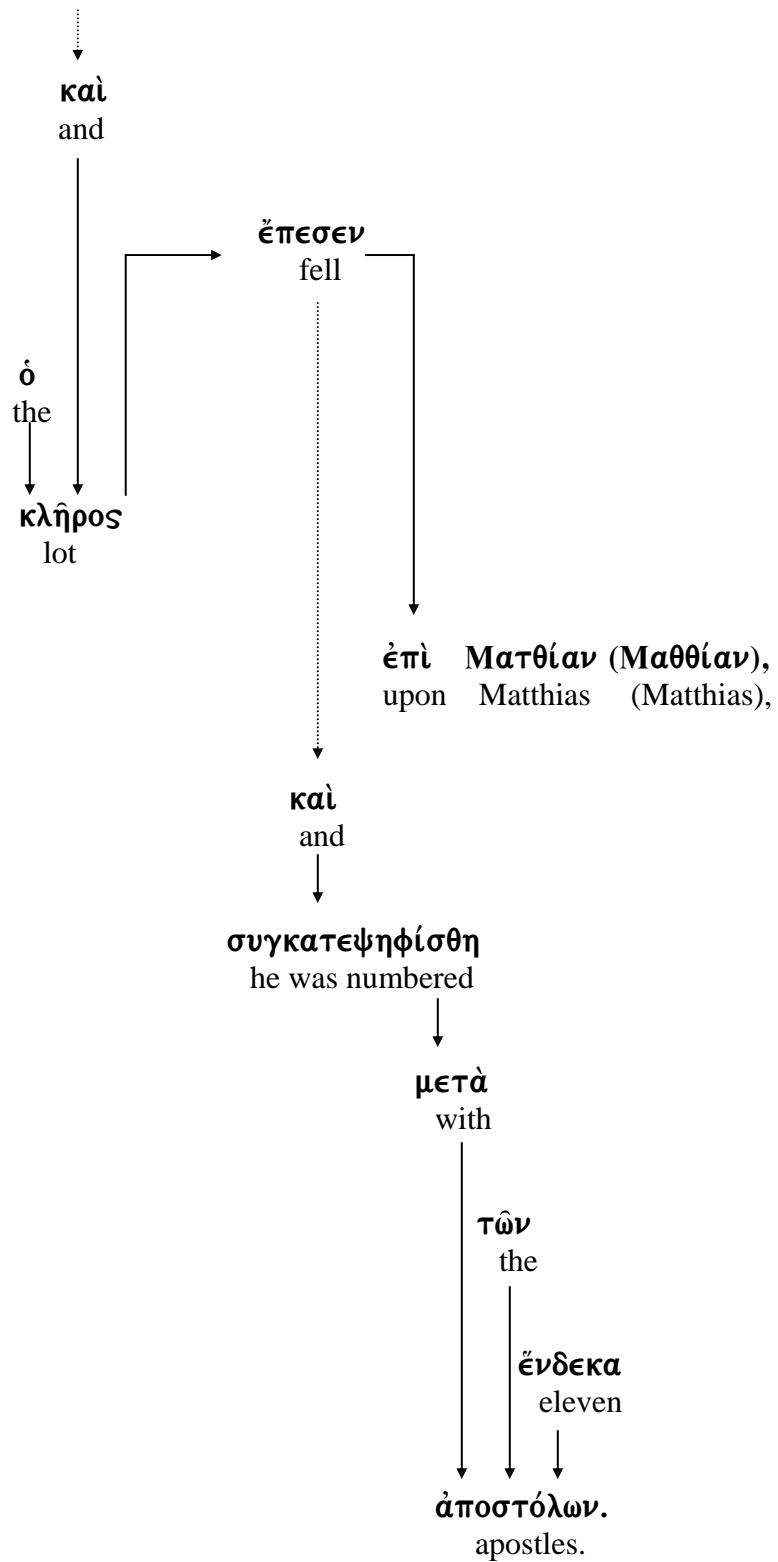 καὶ
and
ἔπεσεν
fell
ὁ
the
κλῆρος
lot
ἐπὶ Ματθίαν (Μαθθίαν),
upon Matthias (Matthias),
καὶ
and
συγκατεψηφίσθη
he was numbered
μετὰ
with
τῶν
the
ἕνδεκα
eleven
ἀποστόλων.
apostles.